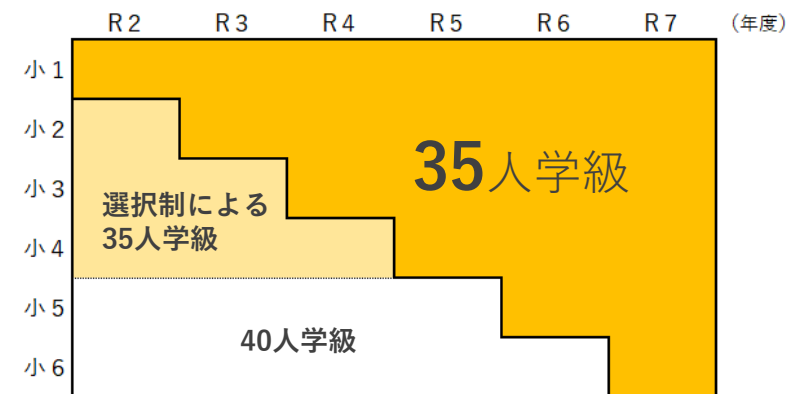 R2 R3 R4 R5 R6 R7 (年度)
小1
小2
35人学級
小3
選択制による
35人学級
小4
小5
40人学級
小6